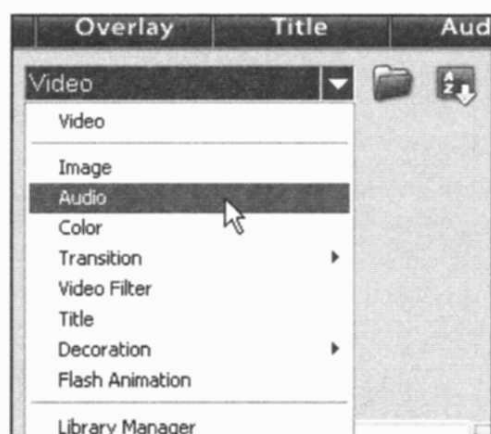 Overlay Title Aud
Video
Video
Image
Audio
Color
Transition
Video Filter
Title
Decoration
Flash Animation
Library Manager